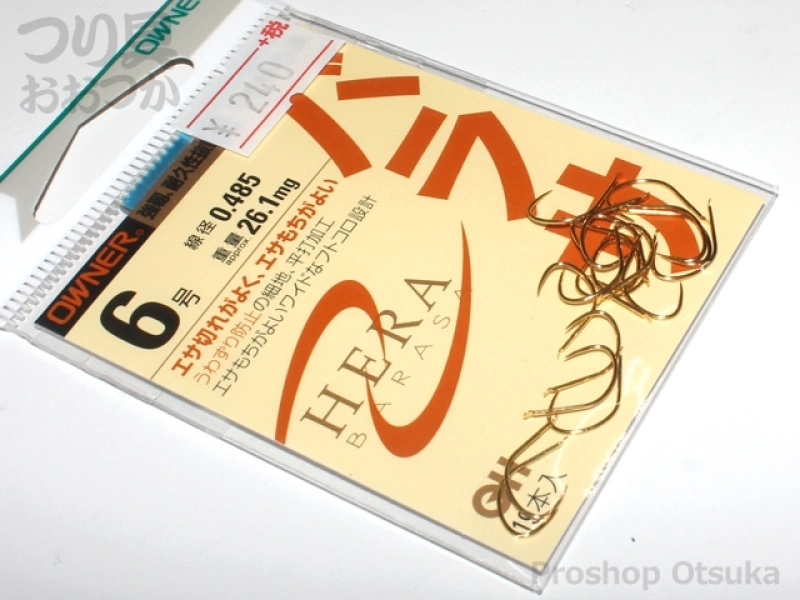 つり具
おおつか
OWNER
+税
¥240
バラサ
OWNER
強靭、耐久性抜
6号
線径 0.485
重量 approx 26.1mg
エサ切れがよく、エサもちがよい
うわずり防止の細地、平打加工
エサもちがよいワイドなフトコロ設計
HERA
BARASA
19本入
Proshop Otsuka